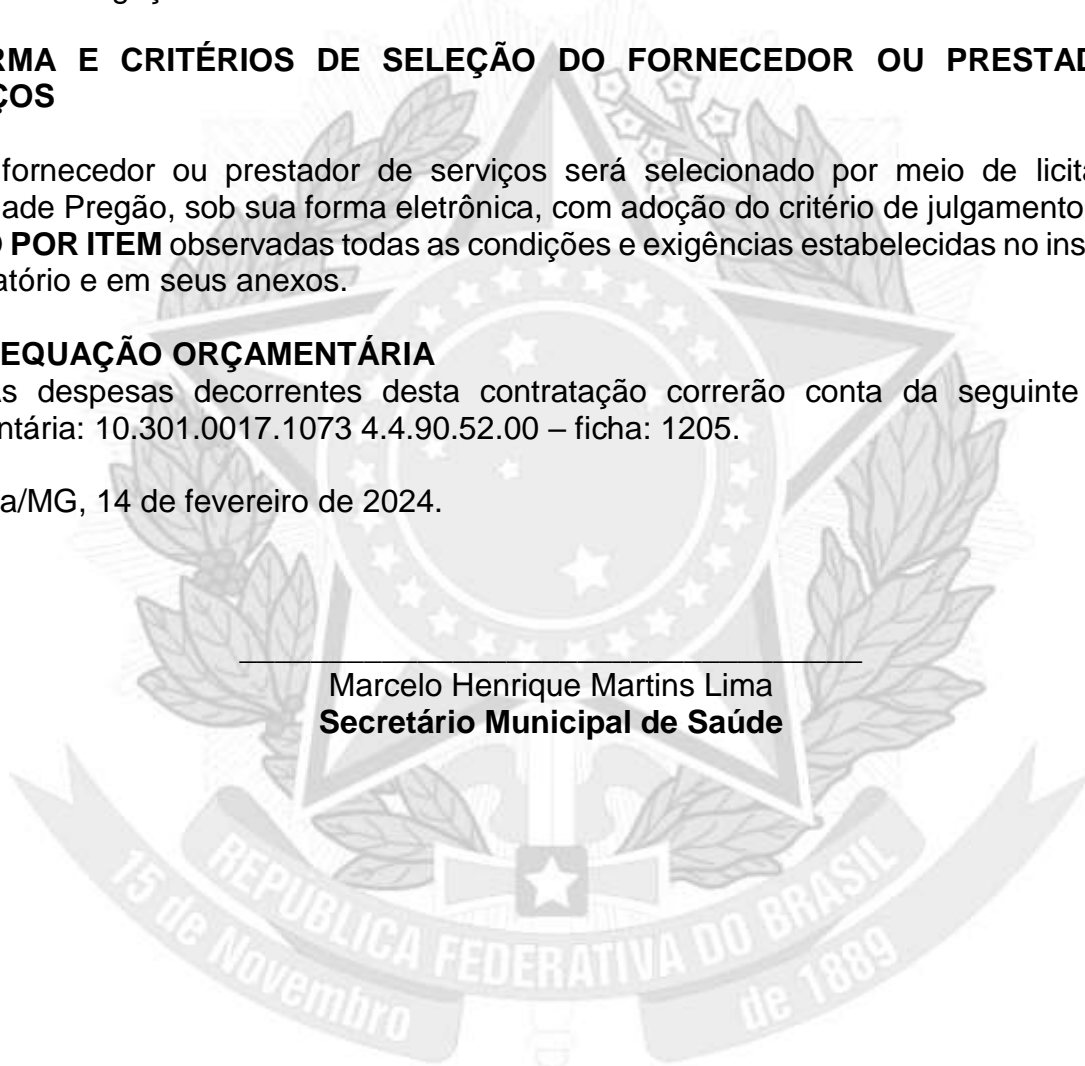 RMA E CRITÉRIOS DE SELEÇÃO DO FORNECEDOR OU PRESTAD
ÇOS
fornecedor ou prestador de serviços será selecionado por meio de licita
ade Pregão, sob sua forma eletrônica, com adoção do critério de julgamento
POR ITEM observadas todas as condições e exigências estabelecidas no ins
atório e em seus anexos.
EQUAÇÃO ORÇAMENTÁRIA
s despesas decorrentes desta contratação correrão conta da seguinte
ntária: 10.301.0017.1073 4.4.90.52.00 – ficha: 1205.
a/MG, 14 de fevereiro de 2024.
Marcelo Henrique Martins Lima
Secretário Municipal de Saúde
REPÚBLICA FEDERATIVA DO BRASIL
15 de Novembro de 1889